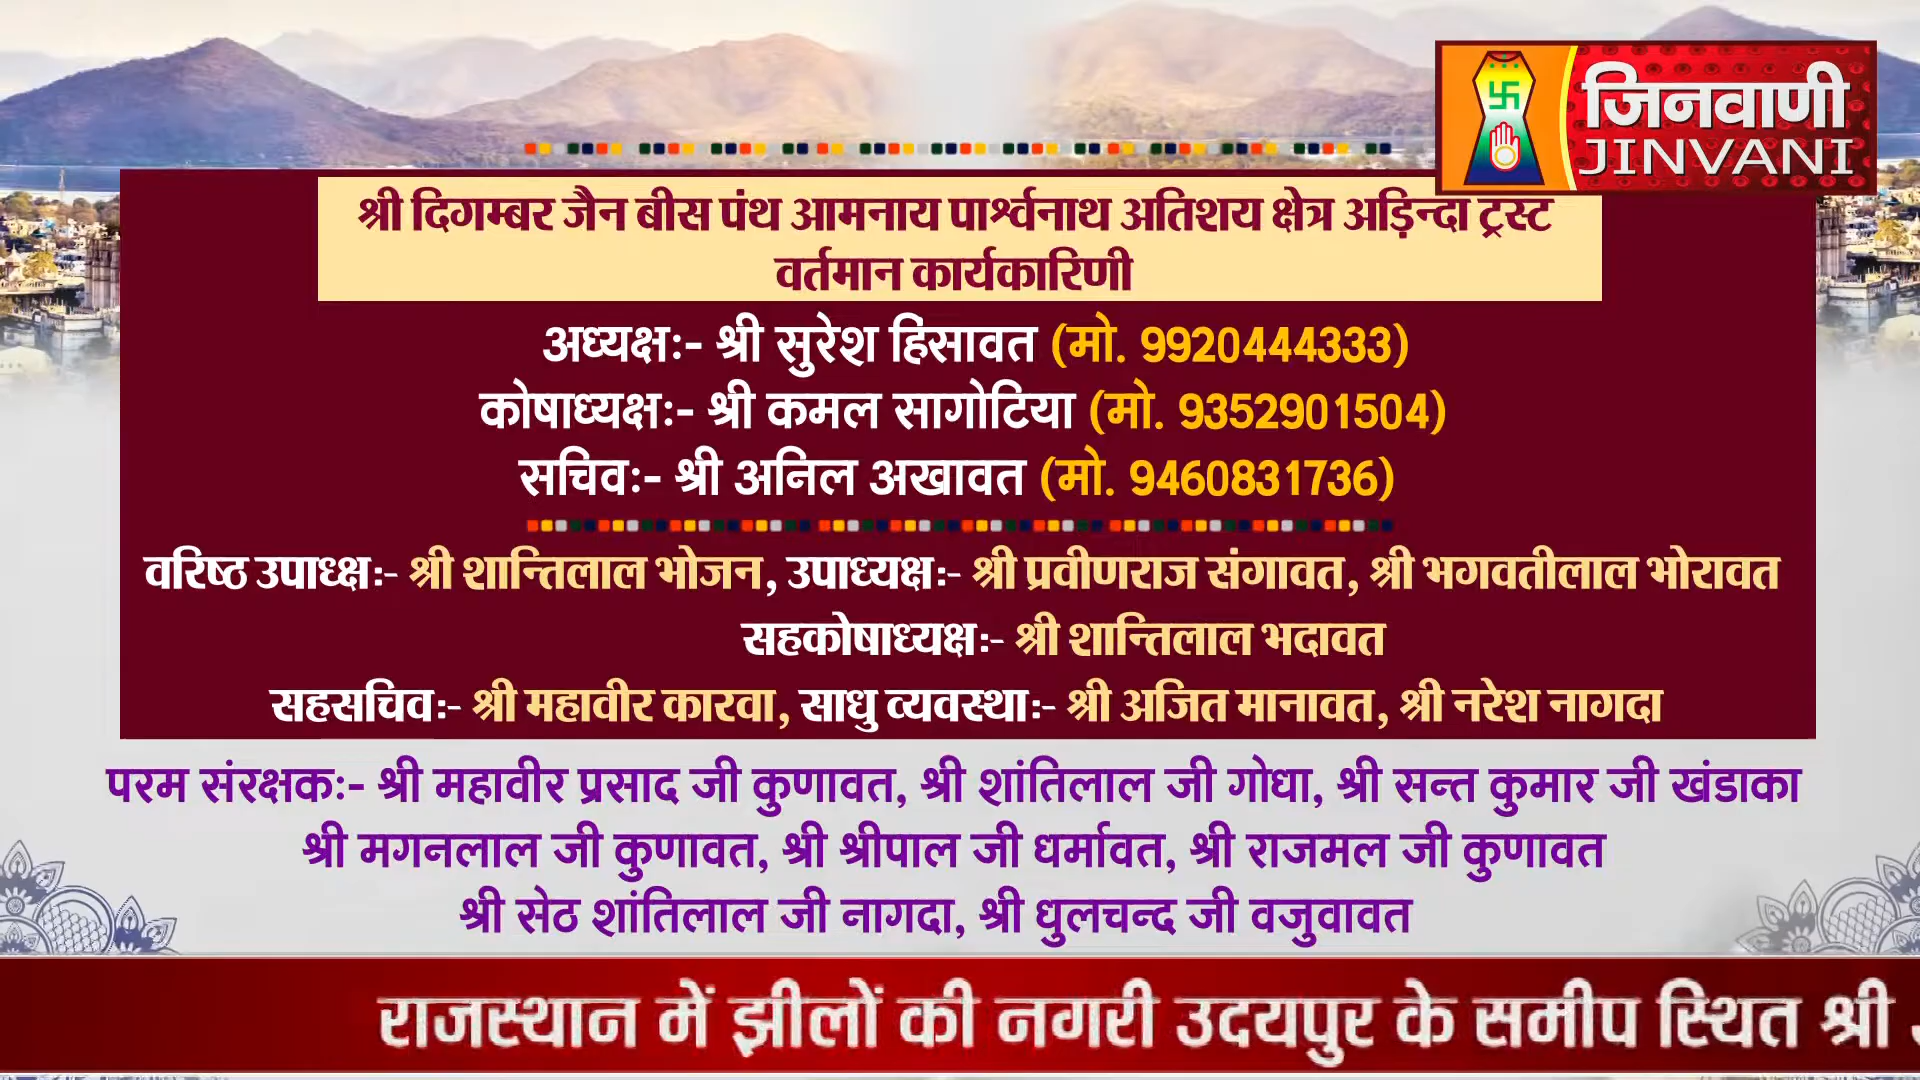 जिनवाणी
JINVANI
श्री दिगम्बर जैन बीस पंथ आमनाय पार्श्वनाथ अतिशय क्षेत्र अड़िन्दा ट्रस्ट
वर्तमान कार्यकारिणी
अध्यक्षः- श्री सुरेश हिंसावत (मो. 9920444333)
कोषाध्यक्षः- श्री कमल सागोटिया (मो. 9352901504)
सचिवः- श्री अनिल अखावत (मो. 9460831736)
वरिष्ठ उपाध्क्षः- श्री शान्तिलाल भोजन, उपाध्यक्षः- श्री प्रवीणराज संगावत, श्री भगवतीलाल भोरावत
सहकोषाध्यक्षः- श्री शान्तिलाल भदावत
सहसचिवः- श्री महावीर कारवा, साधु व्यवस्थाः- श्री अजित मानावत, श्री नरेश नागदा
परम संरक्षकः- श्री महावीर प्रसाद जी कुणावत, श्री शांतिलाल जी गोधा, श्री सन्त कुमार जी खंडाका
श्री मगनलाल जी कुणावत, श्री श्रीपाल जी धर्मावत, श्री राजमल जी कुणावत
श्री सेठ शांतिलाल जी नागदा, श्री धुलचन्द जी वजुवावत
राजस्थान में झीलों की नगरी उदयपुर के समीप स्थित श्री